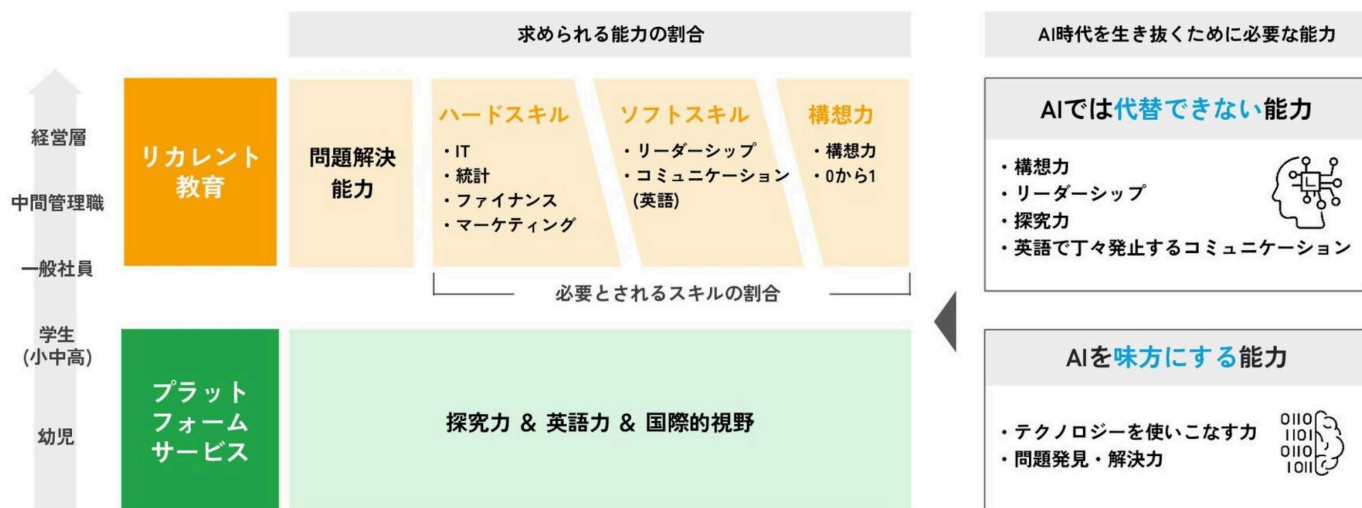 求められる能力の割合
AI時代を生き抜くために必要な能力
経営層
中間管理職
一般社員
学生
(小中高)
幼児
リカレント
教育
問題解決
能力
ハードスキル
・IT
・統計
・ファイナンス
・マーケティング
ソフトスキル
・リーダーシップ
・コミュニケーション
(英語)
構想力
・構想力
・0から1
必要とされるスキルの割合
プラット
フォーム
サービス
探究力 & 英語力 & 国際的視野
AIでは代替できない能力
・構想力
・リーダーシップ
・探究力
・英語で丁々発止するコミュニケーション
AIを味方にする能力
・テクノロジーを使いこなす力
・問題発見・解決力
0110
1101
0110
1011